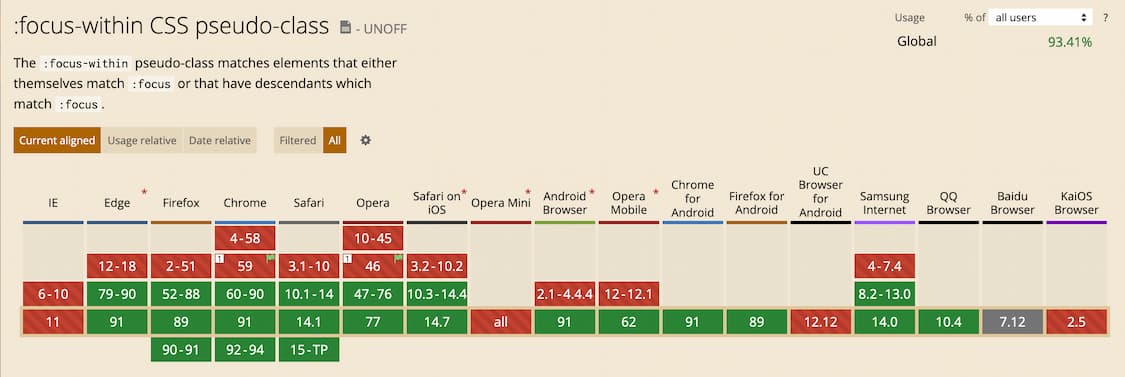 :focus-within CSS pseudo-class - UNOFF
Usage % of all users ?
Global 93.41%
The :focus-within pseudo-class matches elements that either
themselves match :focus or that have descendants which
match :focus.
Current aligned Usage relative Date relative Filtered All
IE Edge * Firefox Chrome Safari Opera * Safari on iOS * Opera Mini * Android Browser * Opera Mobile * Chrome for Android Firefox for Android UC Browser for Android Samsung Internet QQ Browser Baidu Browser KaiOS Browser
4-58 10-45
12-18 2-51 1 59 3.1-10 1 46 3.2-10.2 4-7.4
6-10 79-90 52-88 60-90 10.1-14 47-76 10.3-14.4 2.1-4.4.4 12-12.1 8.2-13.0
11 91 89 91 14.1 77 14.7 all 91 62 91 89 12.12 14.0 10.4 7.12 2.5
90-91 92-94 15-TP